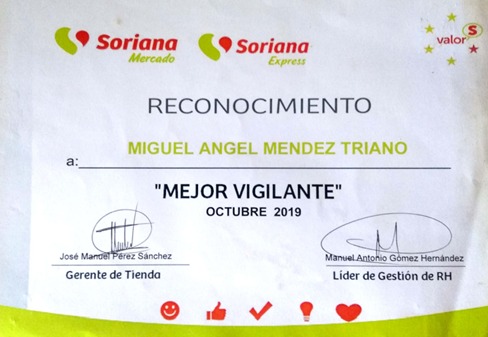 Soriana
Mercado
Soriana
Express
valor S
RECONOCIMIENTO
MIGUEL ANGEL MENDEZ TRIANO
a:
"MEJOR VIGILANTE"
OCTUBRE 2019
José Manuel Pérez Sánchez
Gerente de Tienda
Manuel Antonio Gómez Hernández
Líder de Gestión de RH